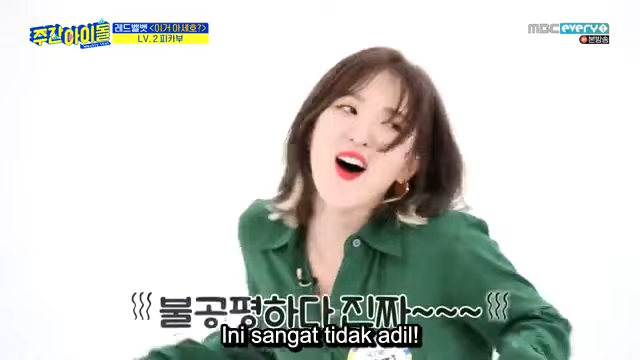 주간아이돌
레드벨벳 <이거 아세호?>
LV.2 피카부
MBC every1
본방송
불공평하다 진짜~~~
Ini sangat tidak adil!